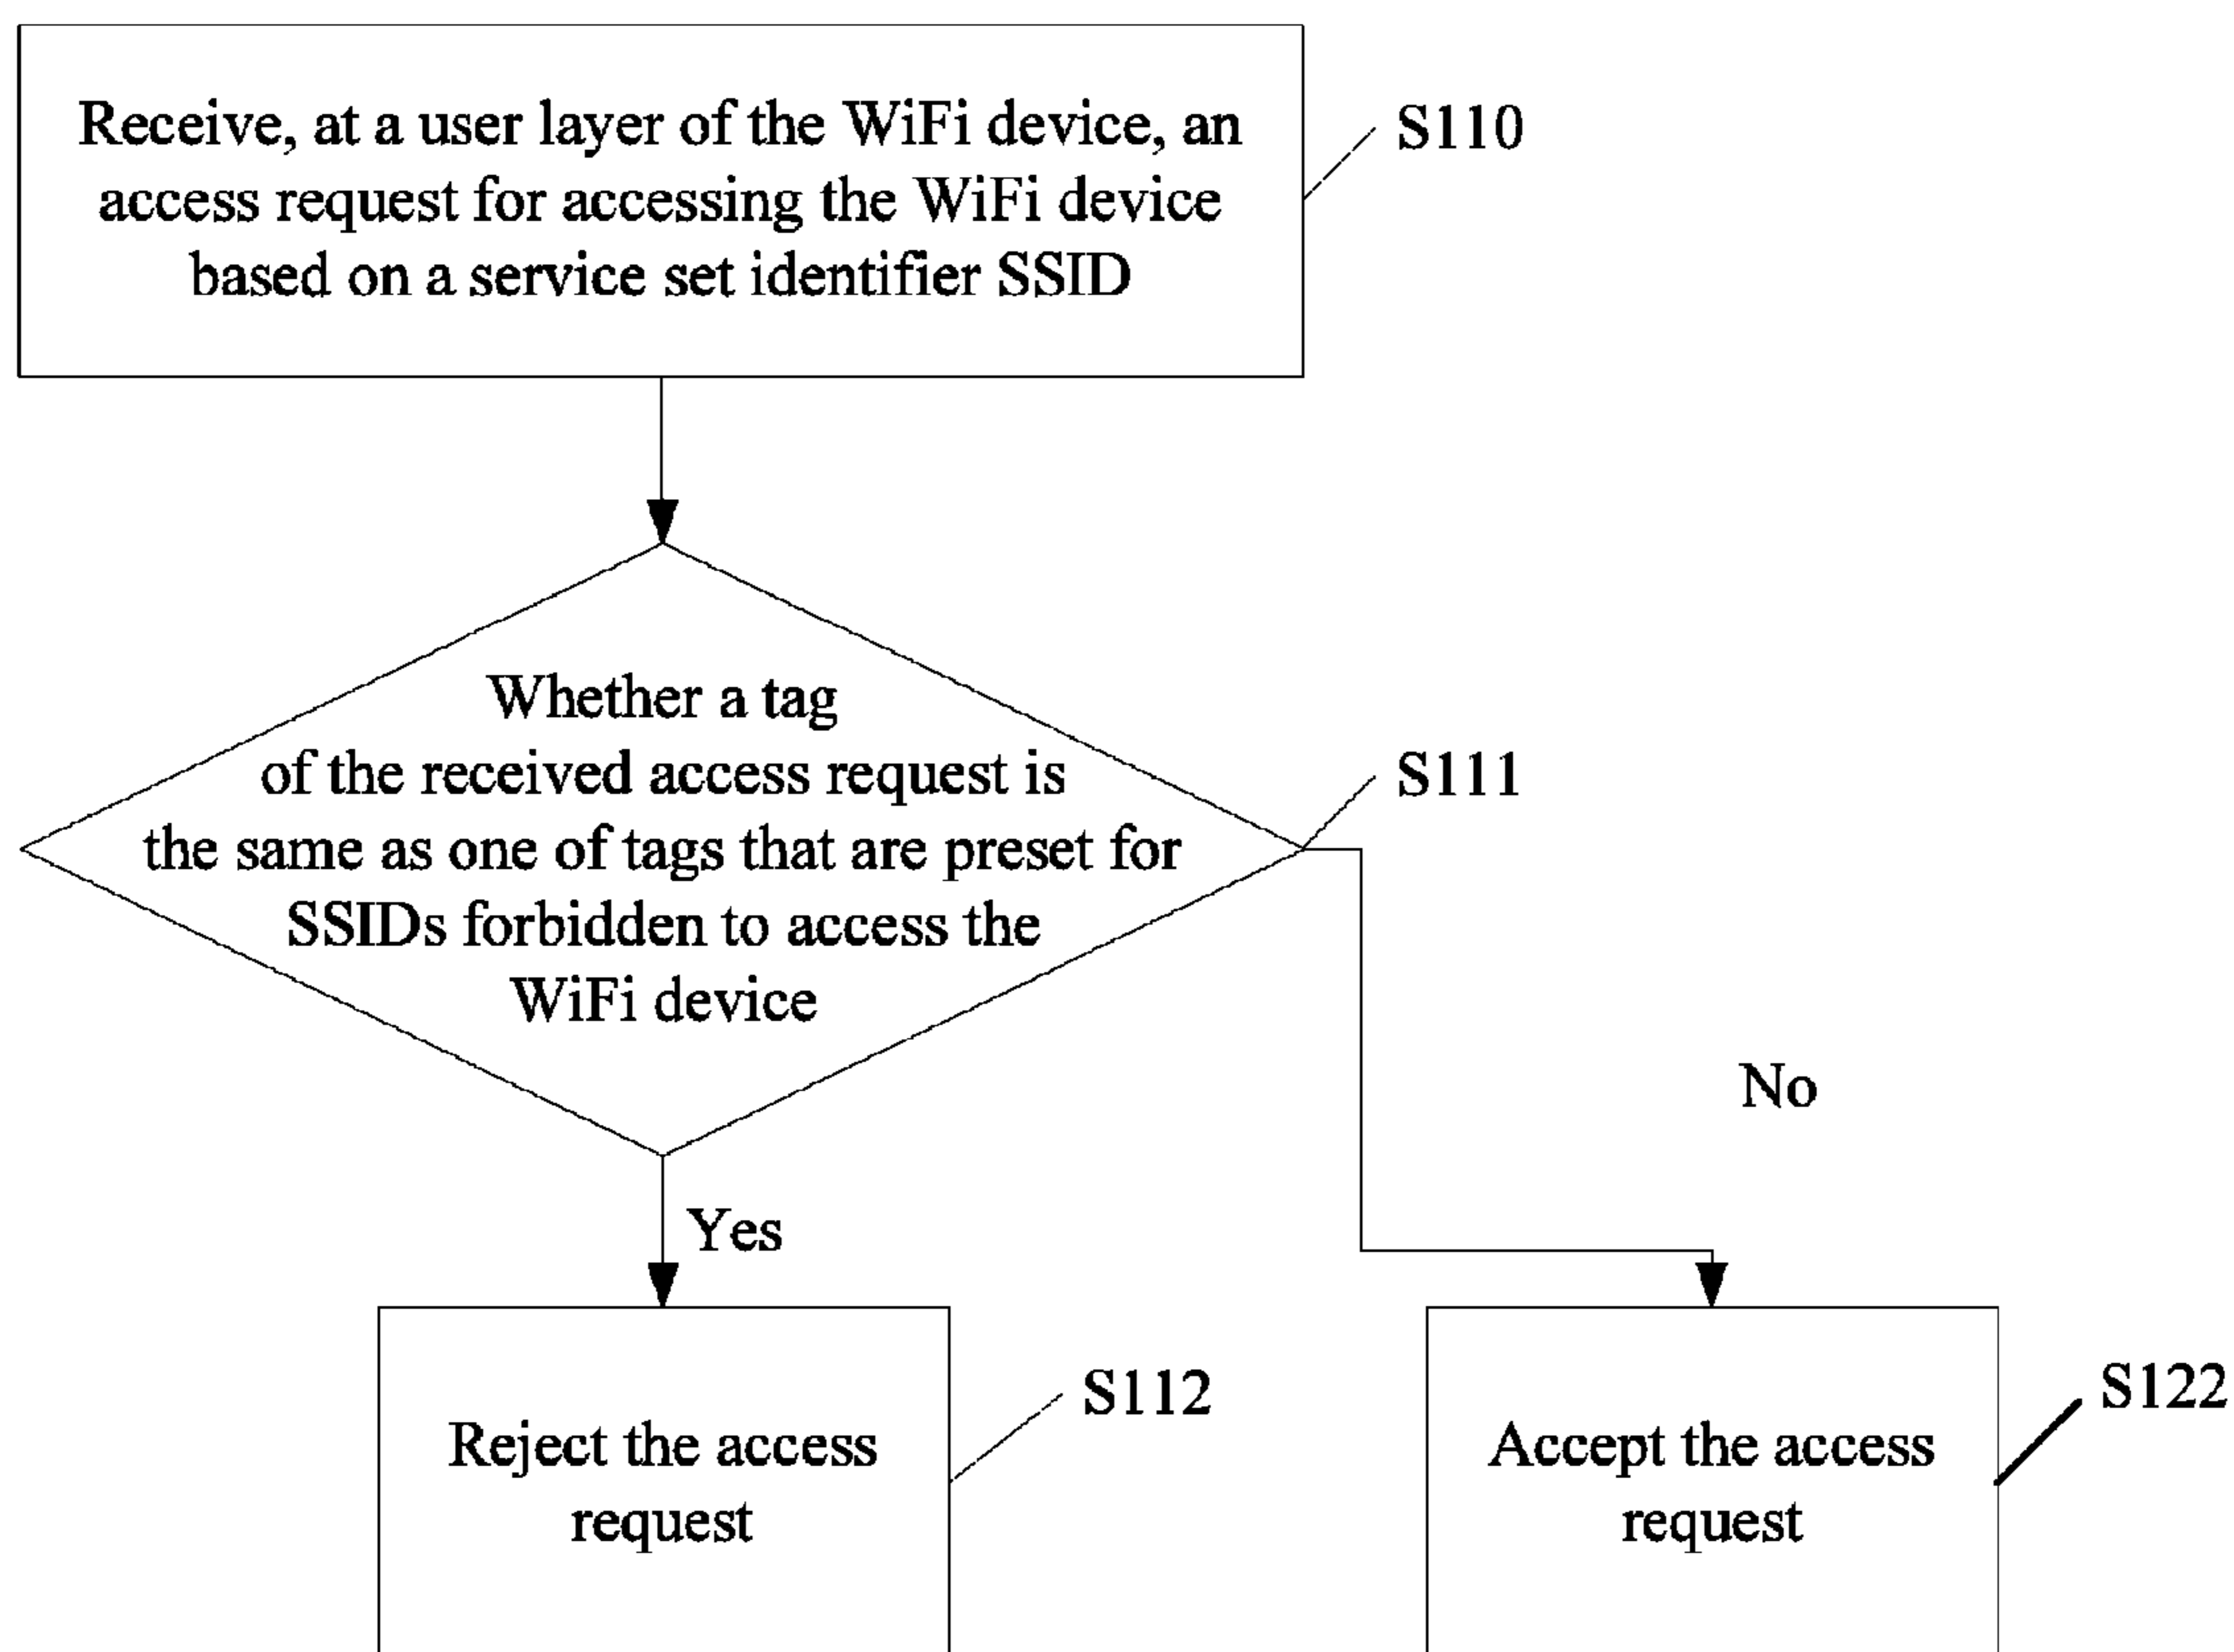 Receive, at a user layer of the WiFi device, an
access request for accessing the WiFi device
based on a service set identifier SSID
S110
Whether a tag
of the received access request is
the same as one of tags that are preset for
SSIDs forbidden to access the
WiFi device
S111
No
Yes
Reject the access
request
S112
Accept the access
request
S122